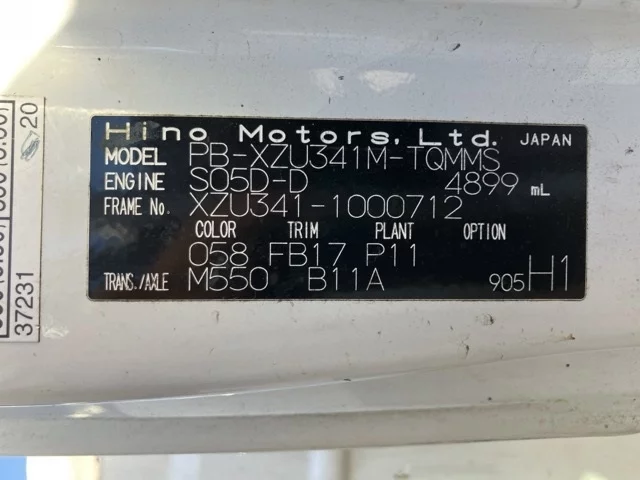 Hino Motors, Ltd. JAPAN
MODEL PB-XZU341M-TQMMS
ENGINE S05D-D 4899 mL
FRAME No. XZU341-1000712
COLOR TRIM PLANT OPTION
058 FB17 P11
TRANS./AXLE M550 B11A 905 H1
37231
20